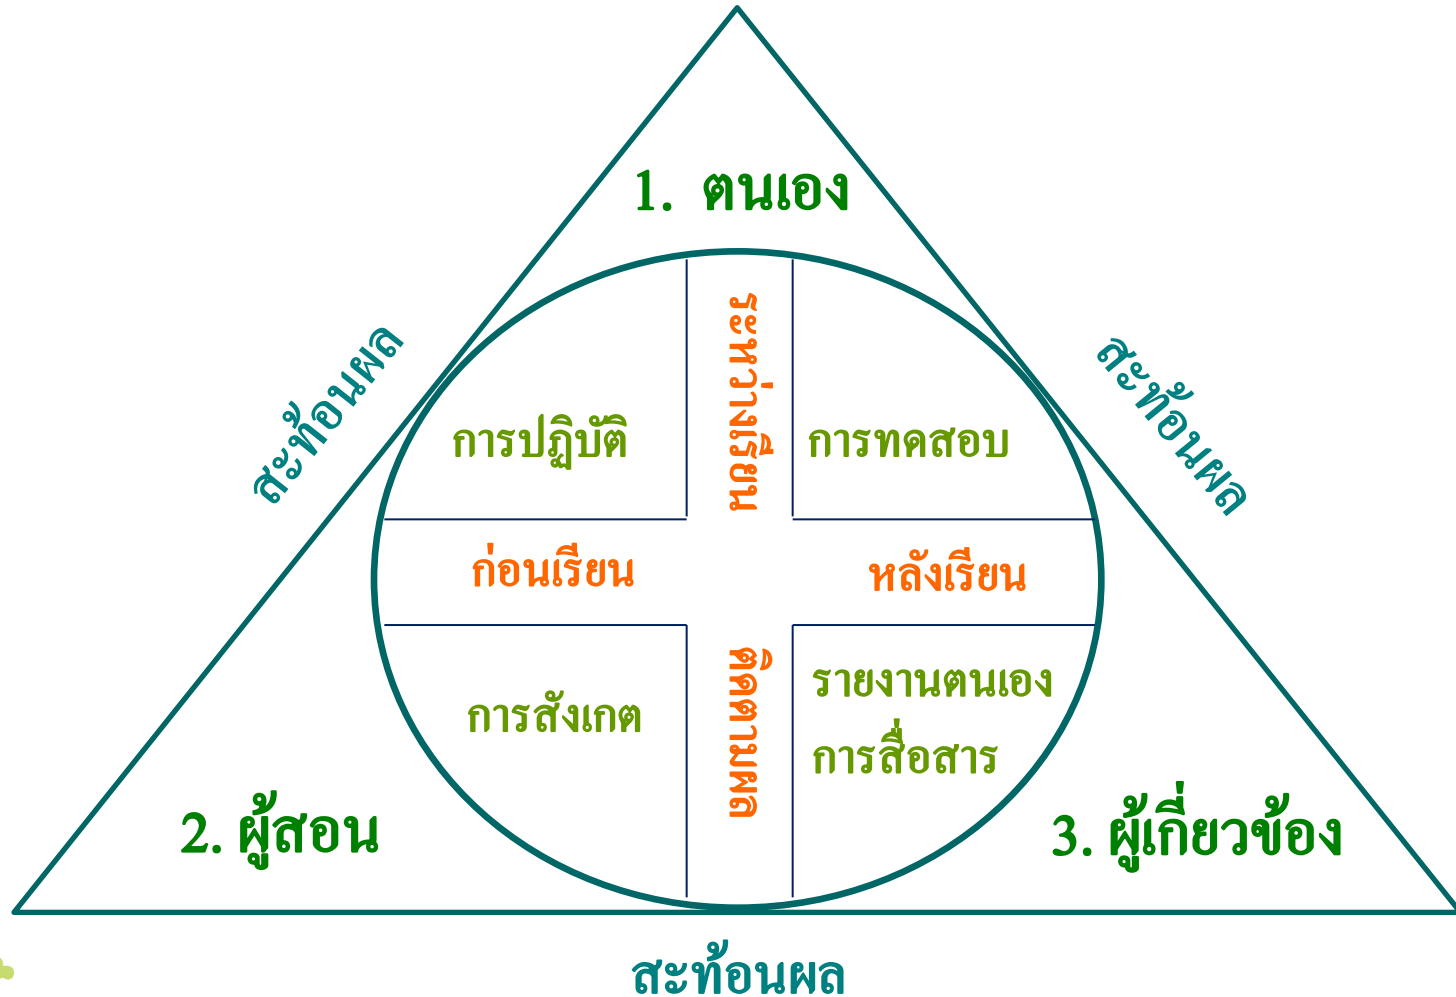 1. ตนเอง
สะท้อนผล
สะท้อนผล
ระหว่างเรียน
การปฏิบัติ
การทดสอบ
ก่อนเรียน
หลังเรียน
ติดตามผล
การสังเกต
รายงานตนเอง
การสื่อสาร
2. ผู้สอน
3. ผู้เกี่ยวข้อง
สะท้อนผล